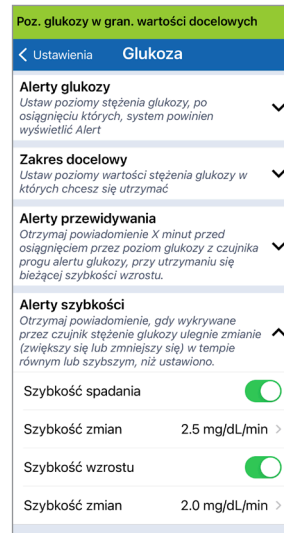 Poz. glukozy w gran. wartości docelowych
Ustawienia Glukoza
Alerty glukozy
Ustaw poziomy stężenia glukozy, po
osiągnięciu których, system powinien
wyświetlić Alert
Zakres docelowy
Ustaw poziomy wartości stężenia glukozy w
których chcesz się utrzymać
Alerty przewidywania
Otrzymaj powiadomienie X minut przed
osiągnięciem przez poziom glukozy z czujnika
progu alertu glukozy, przy utrzymaniu się
bieżącej szybkości wzrostu.
Alerty szybkości
Otrzymaj powiadomienie, gdy wykrywane
przez czujnik stężenie glukozy ulegnie zmianie
(zwiększy się lub zmniejszy się) w tempie
równym lub szybszym, niż ustawiono.
Szybkość spadania
Szybkość zmian 2.5 mg/dL/min
Szybkość wzrostu
Szybkość zmian 2.0 mg/dL/min